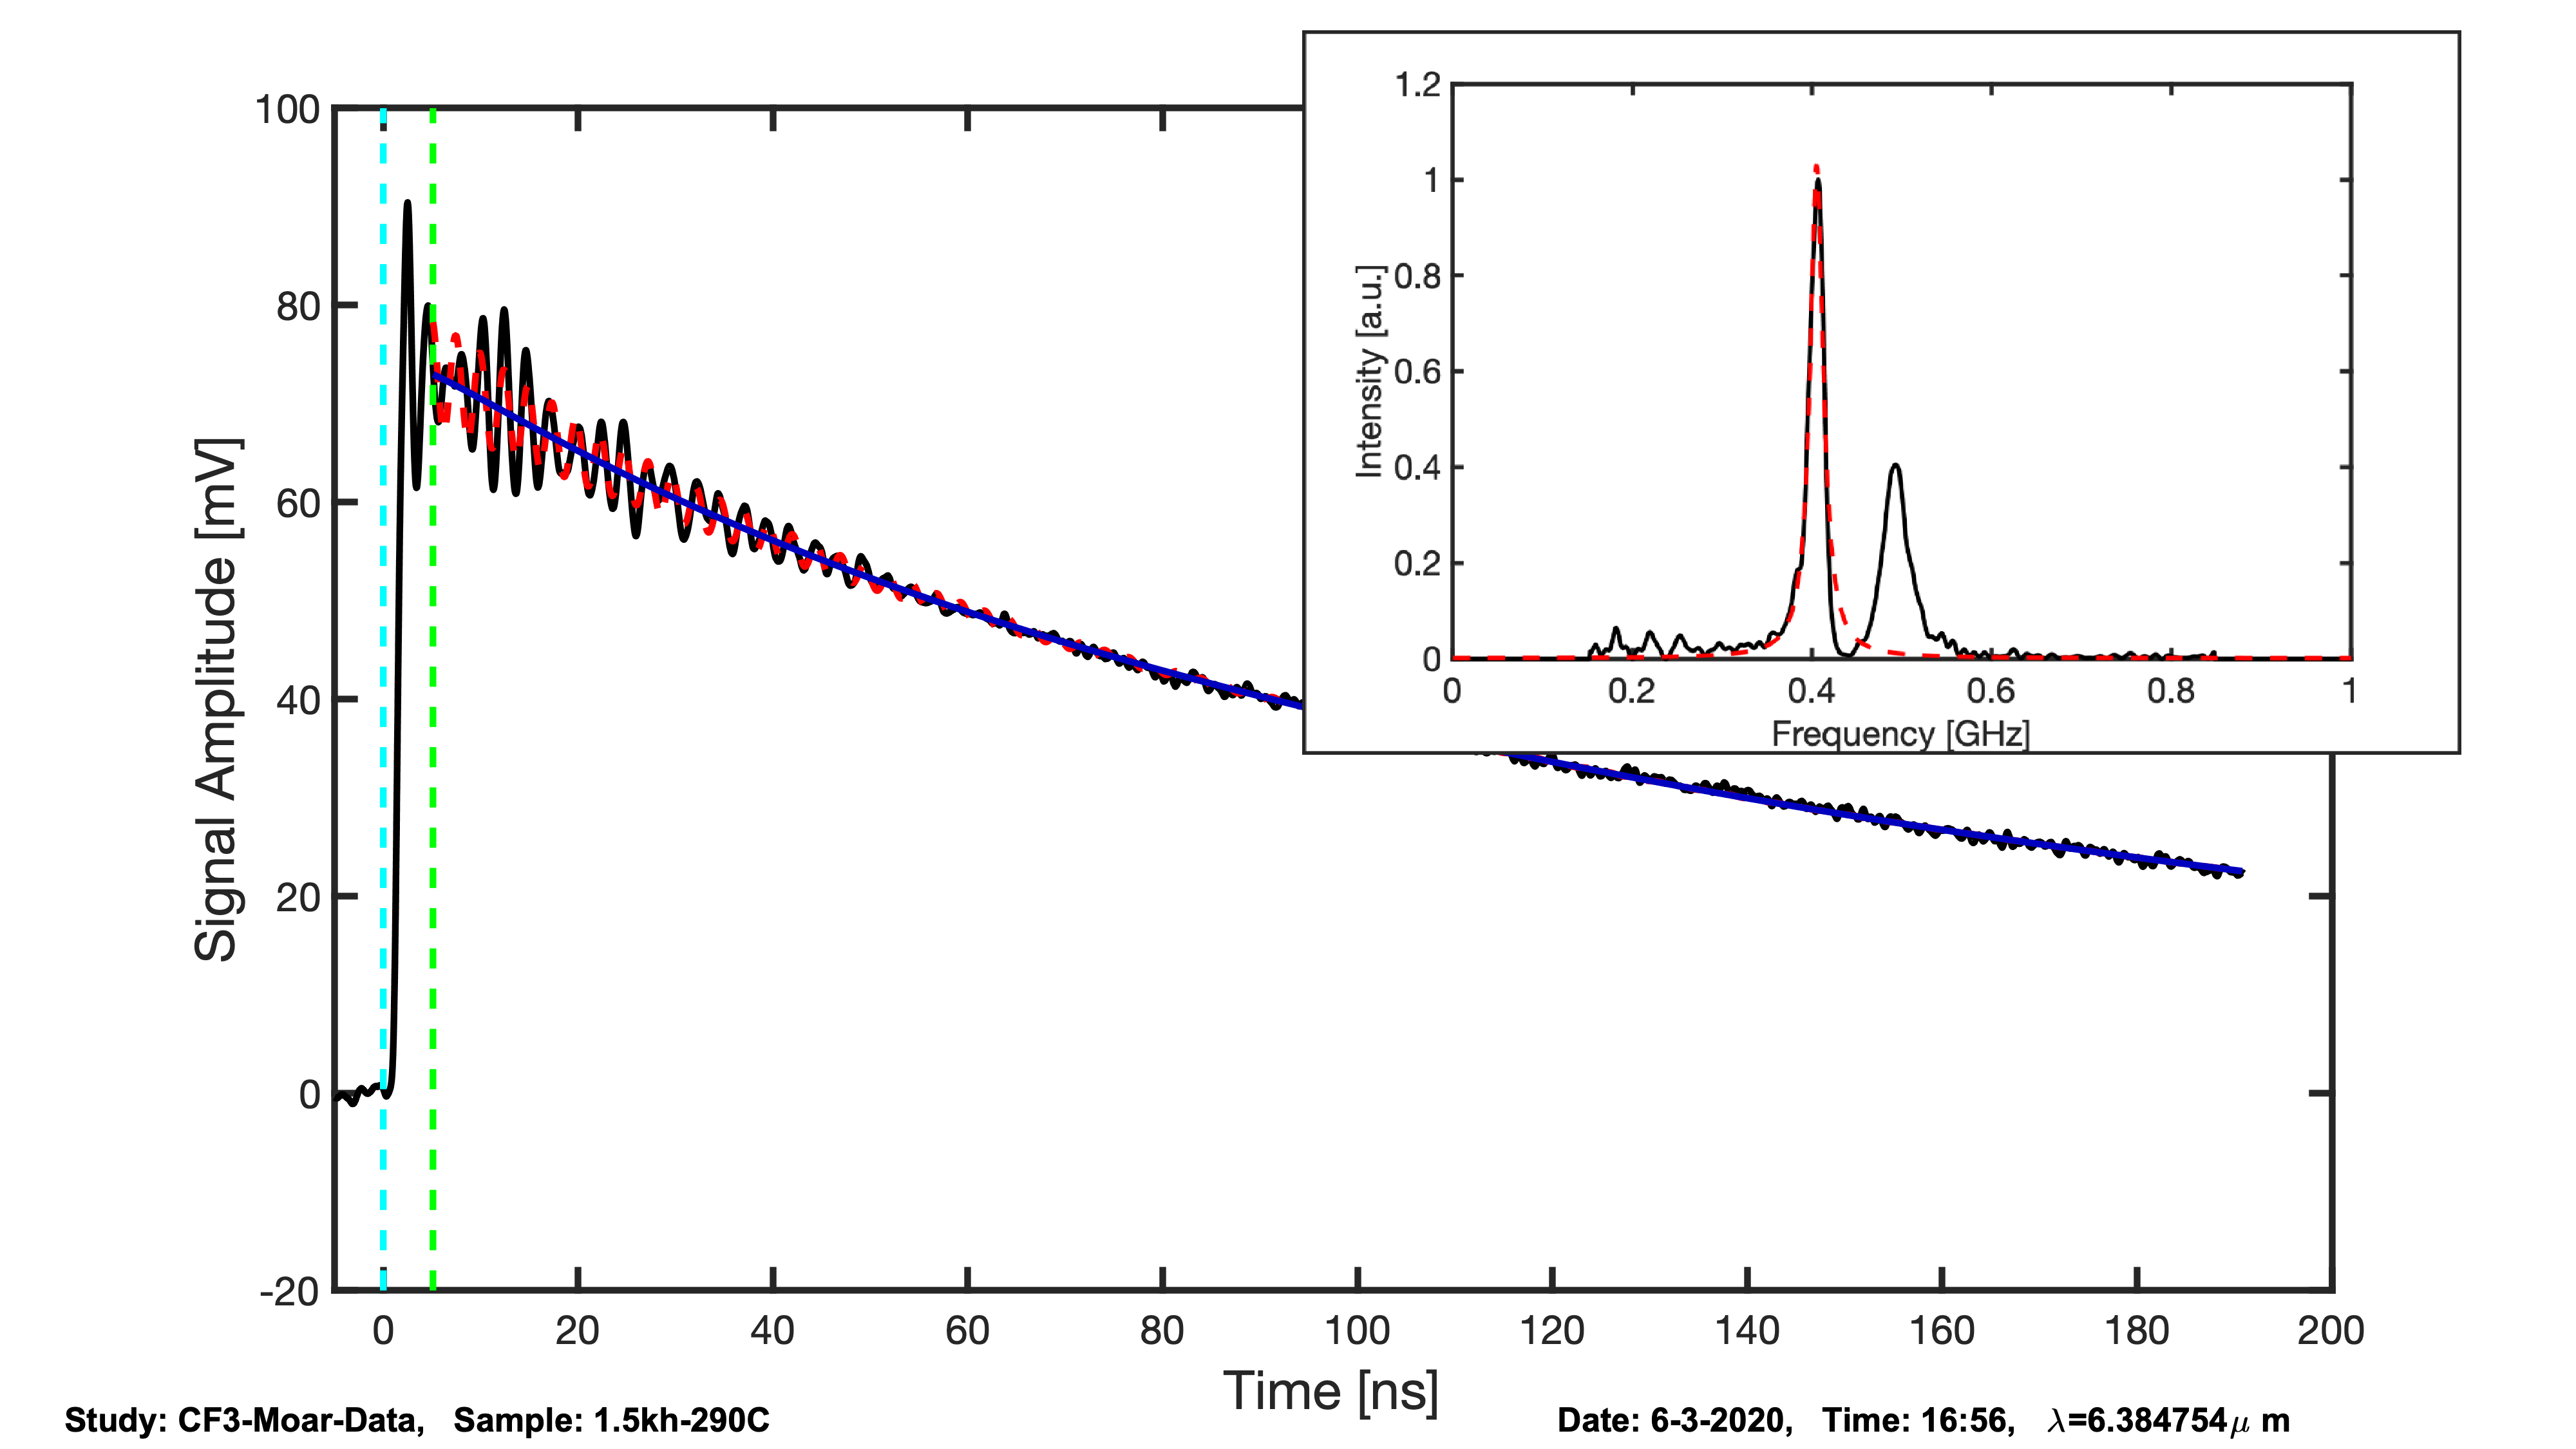 1.2
1
0.8
0.6
0.4
0.2
0
Intensity [a.u.]
0 0.2 0.4 0.6 0.8 1
Frequency [GHz]
100
80
60
40
20
0
-20
Signal Amplitude [mV]
0 20 40 60 80 100 120 140 160 180 200
Time [ns]
Study: CF3-Moar-Data, Sample: 1.5kh-290C
Date: 6-3-2020, Time: 16:56, λ=6.384754μ m